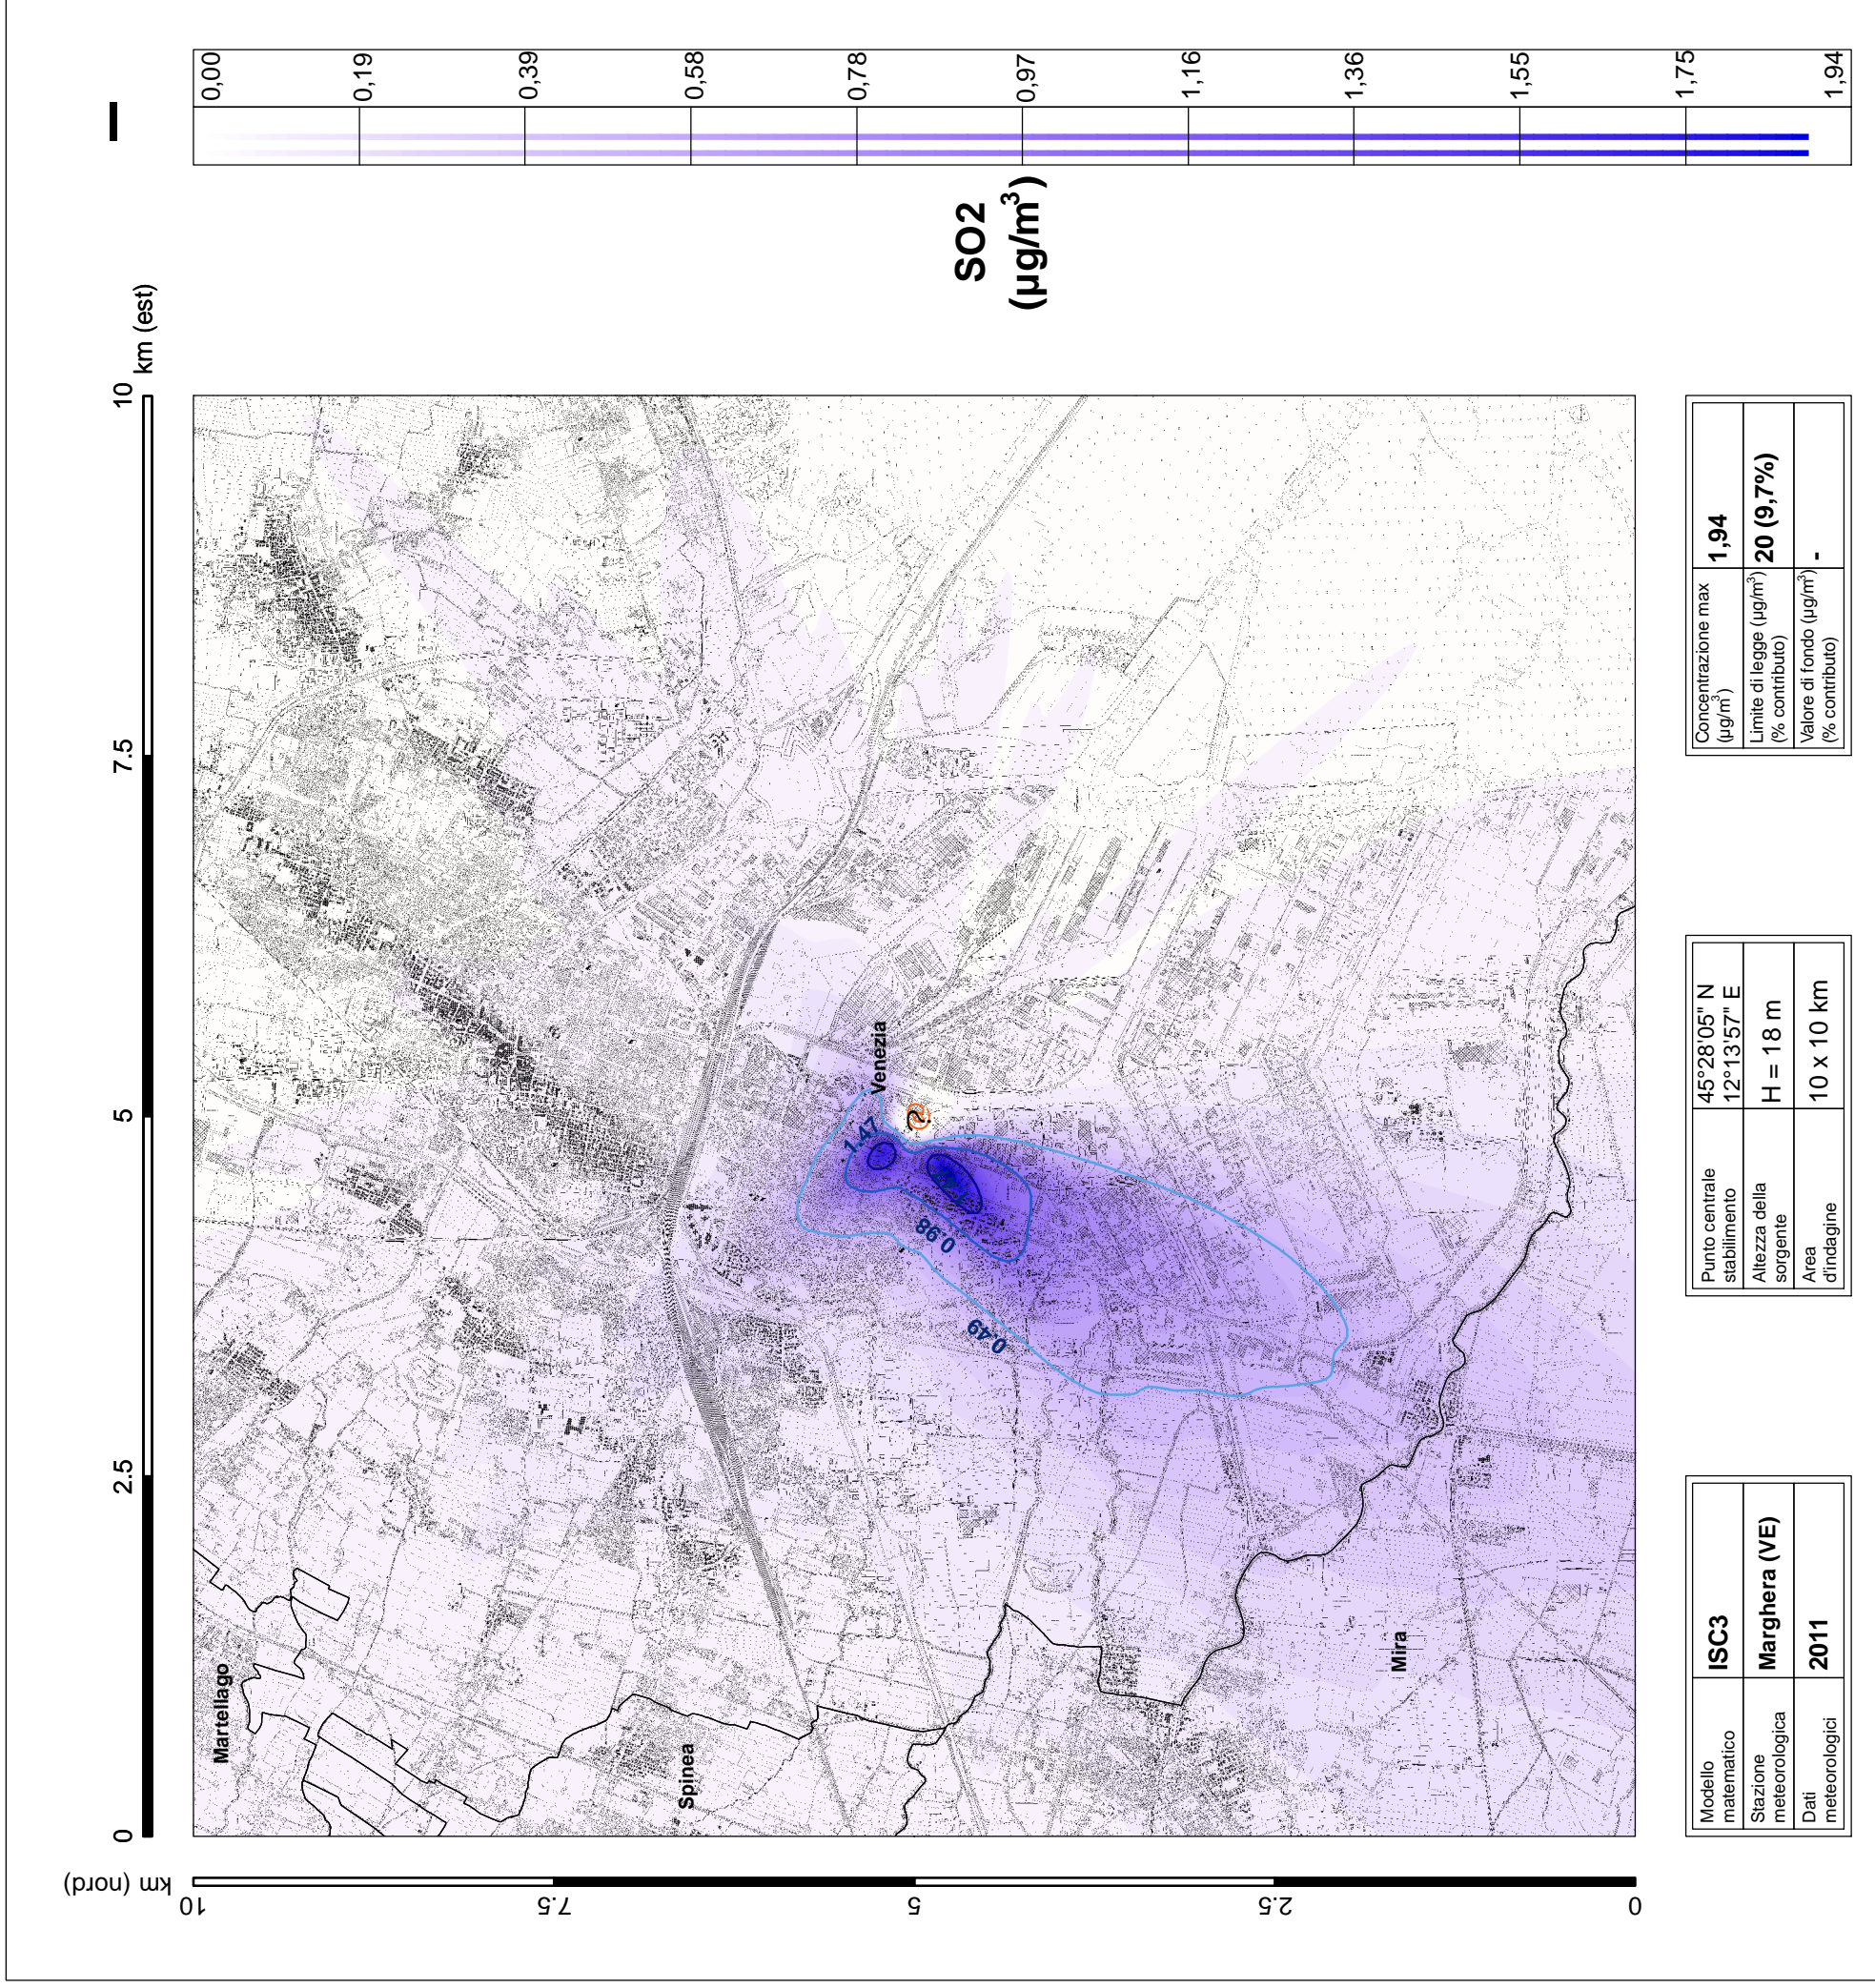 0
2.5
5
7.5
10
km (est)
km (nord)
10
7.5
5
2.5
0
Martellago
Spinea
Mira
Venezia
1.47
0.98
0.49
SO2
(µg/m³)
0,00
0,19
0,39
0,58
0,78
0,97
1,16
1,36
1,55
1,75
1,94
Modello
matematico
ISC3
Stazione
meteorologica
Marghera (VE)
Dati
meteorologici
2011
Punto centrale
stabilimento
45°28'05" N
12°13'57" E
Altezza della
sorgente
H = 18 m
Area
d'indagine
10 x 10 km
Concentrazione max
(µg/m³)
1,94
Limite di legge (µg/m³)
(% contributo)
20 (9,7%)
Valore di fondo (µg/m³)
(% contributo)
-